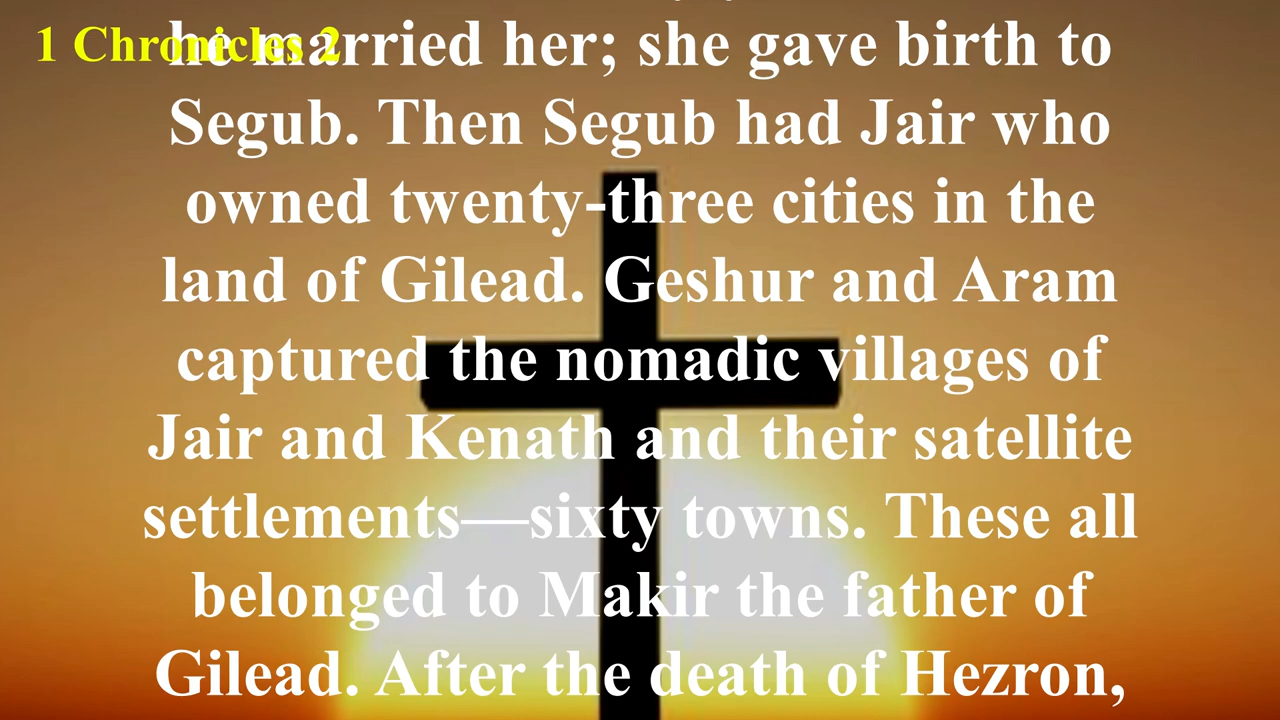 1 Chronicles 2
he married her; she gave birth to
Segub. Then Segub had Jair who
owned twenty-three cities in the
land of Gilead. Geshur and Aram
captured the nomadic villages of
Jair and Kenath and their satellite
settlements—sixty towns. These all
belonged to Makir the father of
Gilead. After the death of Hezron,